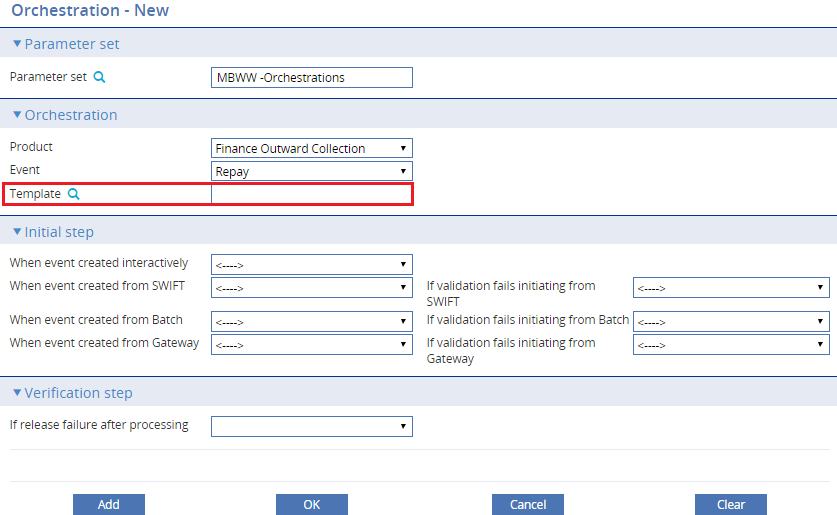 Orchestration - New
Parameter set
Parameter set MBWW -Orchestrations
Orchestration
Product Finance Outward Collection
Event Repay
Template
Initial step
When event created interactively <---->
When event created from SWIFT <----> If validation fails initiating from SWIFT <---->
When event created from Batch <----> If validation fails initiating from Batch <---->
When event created from Gateway <----> If validation fails initiating from Gateway <---->
Verification step
If release failure after processing
Add OK Cancel Clear